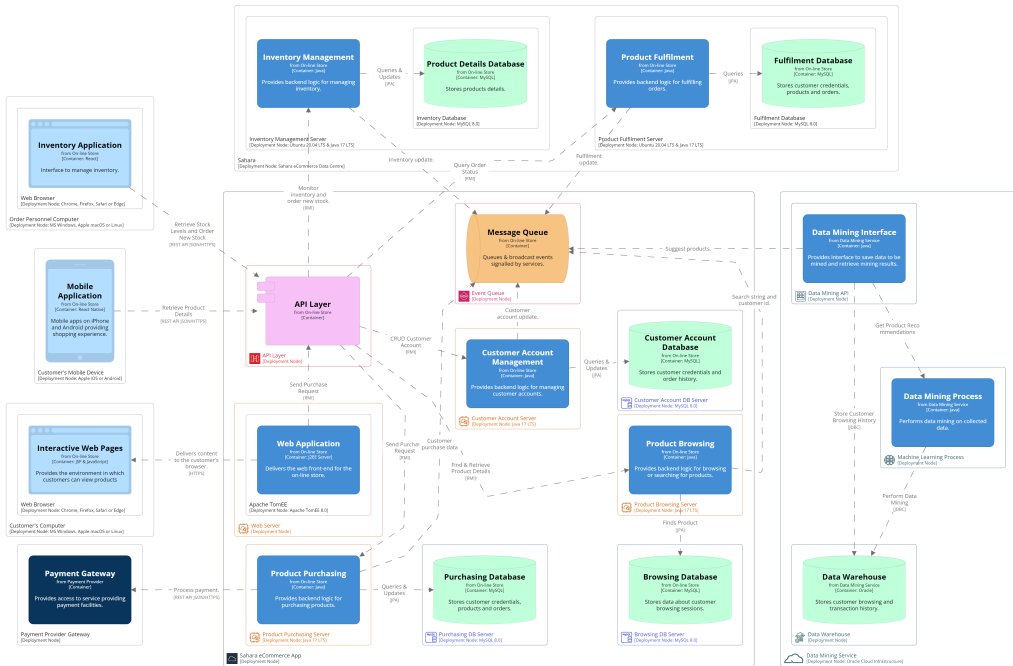 Inventory Management
from On-line Store
[Container: Java]
Provides backend logic for managing
inventory.
Queries &
Updates
[JPA]
Product Details Database
from On-line Store
[Container: MySQL]
Stores products details.
Inventory Database
[Deployment Node: MySQL 8.0]
Inventory Management Server
[Deployment Node: Ubuntu 20.04 LTS & Java 17 LTS]
Product Fulfilment
from On-line Store
[Container: Java]
Provides backend logic for fulfilling
orders.
Queries
[JPA]
Fulfilment Database
from On-line Store
[Container: MySQL]
Stores customer credentials,
products and orders.
Fulfilment Database
[Deployment Node: MySQL 8.0]
Product Fulfilment Server
[Deployment Node: Ubuntu 20.04 LTS & Java 17 LTS]
Sahara
[Deployment Node: Sahara eCommerce Data Centre]
Inventory Application
from On-line Store
[Container: React]
Interface to manage inventory.
Web Browser
[Deployment Node: Chrome, Firefox, Safari or Edge]
Order Personnel Computer
[Deployment Node: MS Windows, Apple macOS or Linux]
Inventory update.
Query Order
Status
[RMI]
Fulfilment
update.
Monitor
inventory and
order new stock.
[RMI]
Retrieve Stock
Levels and Order
New Stock
[REST API JSON/HTTPS]
Mobile
Application
from On-line Store
[Container: React Native]
Mobile apps on iPhone
and Android providing
shopping experience.
Customer's Mobile Device
[Deployment Node: Apple iOS or Android]
Retrieve Product
Details
[REST API JSON/HTTPS]
API Layer
from On-line Store
[Container]
API Layer
[Deployment Node]
Message Queue
from On-line Store
[Container]
Queues & broadcast events
signalled by services.
Event Queue
[Deployment Node]
Suggest products.
Search string and
customer id.
Data Mining Interface
from Data Mining Service
[Container: Java]
Provides interface to save data to be
mined and retrieve mining results.
Data Mining API
[Deployment Node]
Get Product Reco
mmendations
Customer
account update.
CRUD Customer
Account
[RMI]
Customer Account
Management
from On-line Store
[Container: Java]
Provides backend logic for managing
customer accounts.
Customer Account Server
[Deployment Node: Java 17 LTS]
Queries &
Updates
[JPA]
Customer Account
Database
from On-line Store
[Container: MySQL]
Stores customer credentials and
order history.
Customer Account DB Server
[Deployment Node: MySQL 8.0]
Data Mining Process
from Data Mining Service
[Container: Java]
Performs data mining on collected
data.
Machine Learning Process
[Deployment Node]
Store Customer
Browsing History
[JDBC]
Perform Data
Mining
[JDBC]
Send Purchase
Request
[RMI]
Interactive Web Pages
from On-line Store
[Container: JSP & JavaScript]
Provides the environment in which
customers can view products
Web Browser
[Deployment Node: Chrome, Firefox, Safari or Edge]
Customer's Computer
[Deployment Node: MS Windows, Apple macOS or Linux]
Delivers content
to the customer's
browser.
[HTTPS]
Web Application
from On-line Store
[Container: J2EE Server]
Delivers the web front-end for the
on-line store.
Apache TomEE
[Deployment Node: Apache TomEE 8.0]
Web Server
[Deployment Node]
Send Purchase
Request
[RMI]
Customer
purchase data
Find & Retrieve
Product Details
[RMI]
Product Browsing
from On-line Store
[Container: Java]
Provides backend logic for browsing
or searching for products.
Product Browsing Server
[Deployment Node: Java 17 LTS]
Finds Product
[JPA]
Payment Gateway
from Payment Provider
[Container]
Provides access to service providing
payment facilities.
Payment Provider Gateway
[Deployment Node]
Process payment.
[REST API JSON/HTTPS]
Product Purchasing
from On-line Store
[Container: Java]
Provides backend logic for
purchasing products.
Product Purchasing Server
[Deployment Node: Java 17 LTS]
Queries &
Updates
[JPA]
Purchasing Database
from On-line Store
[Container: MySQL]
Stores customer credentials,
products and orders.
Purchasing DB Server
[Deployment Node: MySQL 8.0]
Browsing Database
from On-line Store
[Container: MySQL]
Stores data about customer
browsing sessions.
Browsing DB Server
[Deployment Node: MySQL 8.0]
Data Warehouse
from Data Mining Service
[Container: Oracle]
Stores customer browsing and
transaction history.
Data Warehouse
[Deployment Node]
Sahara eCommerce App
[Deployment Node]
Data Mining Service
[Deployment Node: Oracle Cloud Infrastructure]